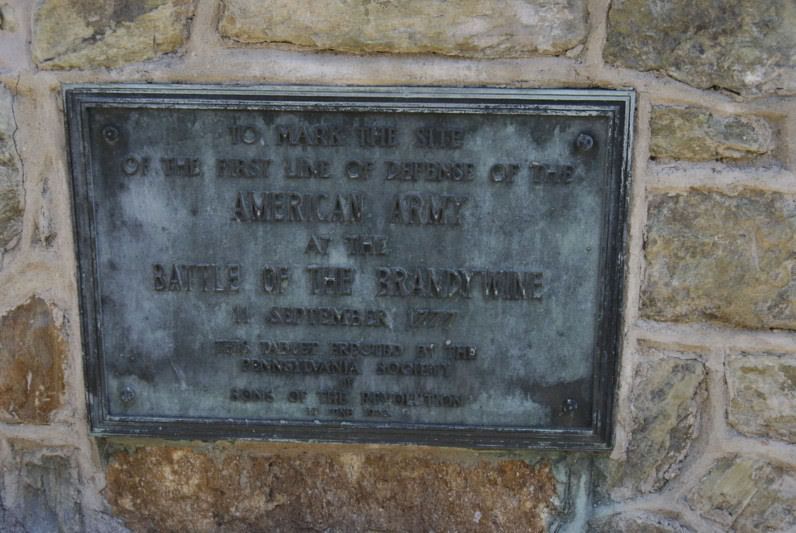 TO MARK THE SITE
OF THE FIRST LINE OF DEFENSE OF THE
AMERICAN ARMY
AT THE
BATTLE OF THE BRANDYWINE
11 SEPTEMBER 1777
THIS TABLET ERECTED BY THE
PENNSYLVANIA SOCIETY
OF
SONS OF THE REVOLUTION
JUNE